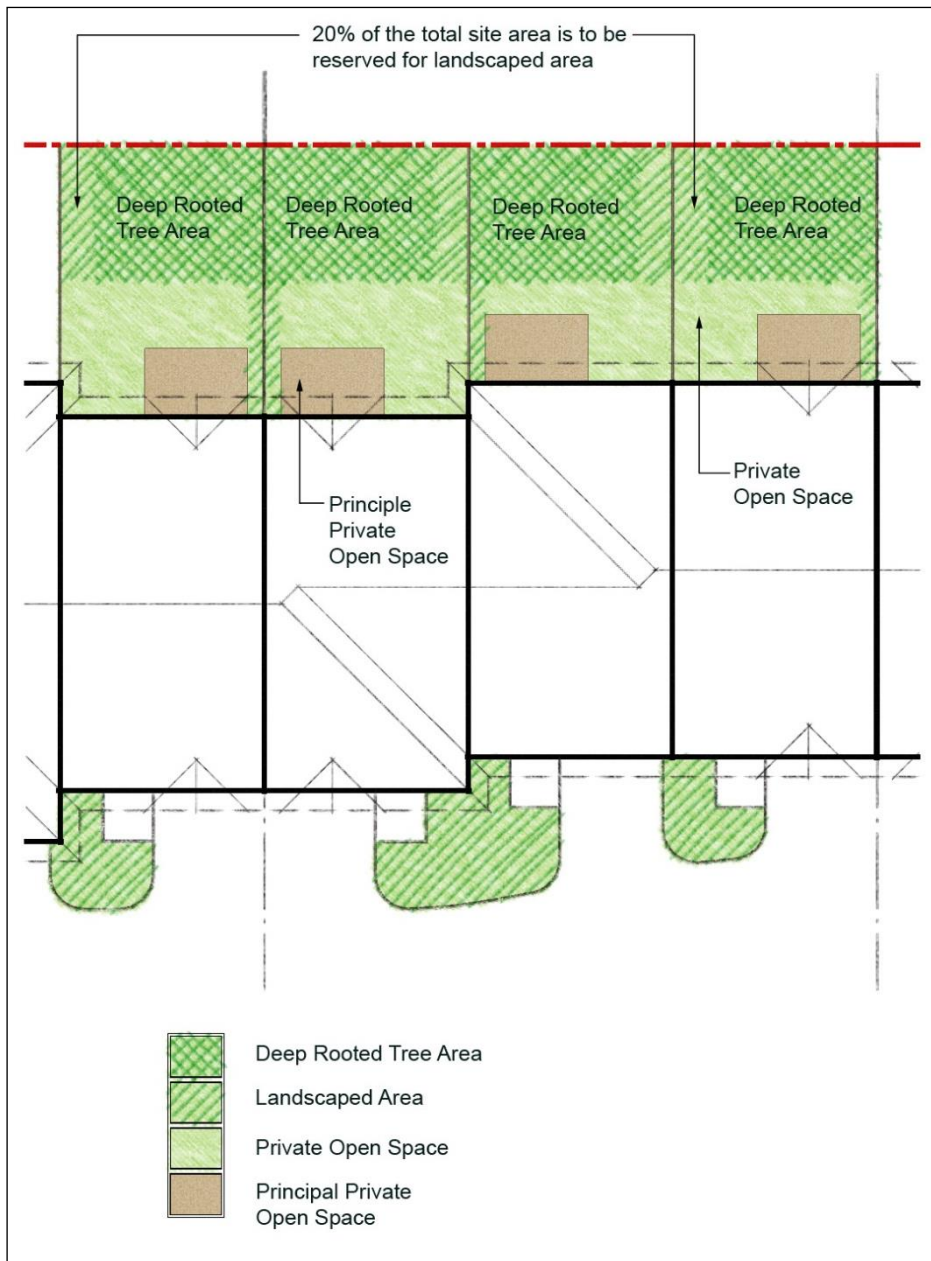 20% of the total site area is to be
reserved for landscaped area
Deep Rooted
Tree Area
Deep Rooted
Tree Area
Deep Rooted
Tree Area
Deep Rooted
Tree Area
Principle
Private
Open Space
Private
Open Space
Deep Rooted Tree Area
Landscaped Area
Private Open Space
Principal Private
Open Space